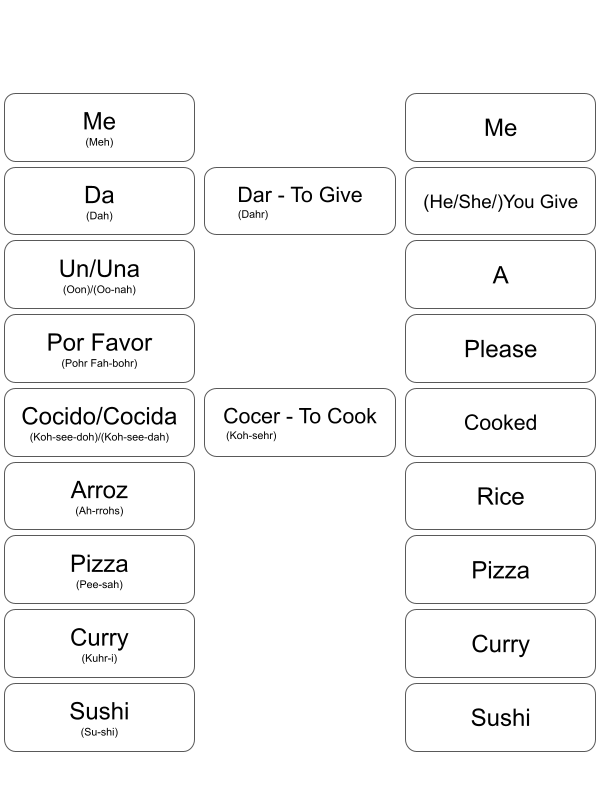 Me
(Meh)
Me
Da
(Dah)
Dar - To Give
(Dahr)
(He/She/)You Give
Un/Una
(Oon)/(Oo-nah)
A
Por Favor
(Pohr Fah-bohr)
Please
Cocido/Cocida
(Koh-see-doh)/(Koh-see-dah)
Cocer - To Cook
(Koh-sehr)
Cooked
Arroz
(Ah-rrohs)
Rice
Pizza
(Pee-sah)
Pizza
Curry
(Kuhr-i)
Curry
Sushi
(Su-shi)
Sushi